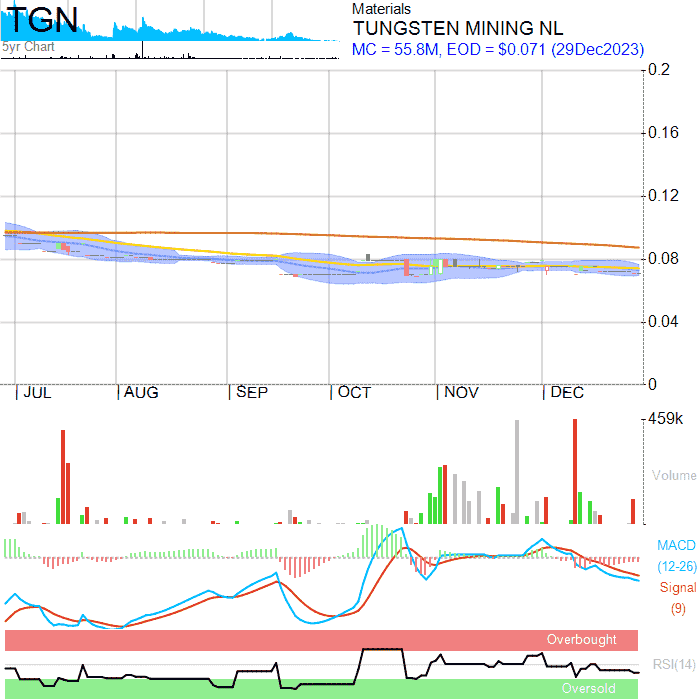 TGN
5yr Chart
Materials
TUNGSTEN MINING NL
MC = 55.8M, EOD = $0.071 (29Dec2023)
0.2
0.16
0.12
0.08
0.04
0
JUL AUG SEP OCT NOV DEC
459k
Volume
MACD
(12-26)
Signal
(9)
Overbought
RSI(14)
Oversold